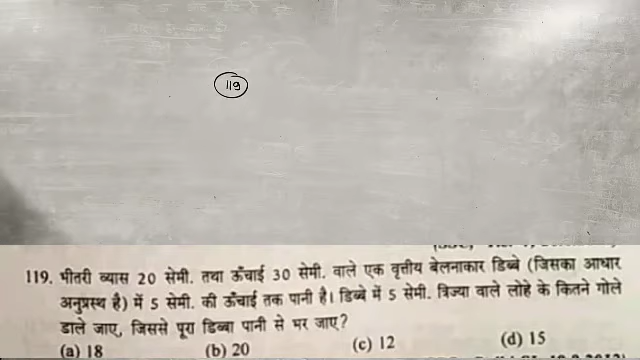 119
119. भीतरी व्यास 20 सेमी. तथा ऊँचाई 30 सेमी. वाले एक वृत्तीय बेलनाकार डिब्बे (जिसका आधार
अनुप्रस्थ है) में 5 सेमी. की ऊँचाई तक पानी है। डिब्बे में 5 सेमी. त्रिज्या वाले लोहे के कितने गोले
डाले जाए, जिससे पूरा डिब्बा पानी से भर जाए?
(a) 18 (b) 20 (c) 12 (d) 15